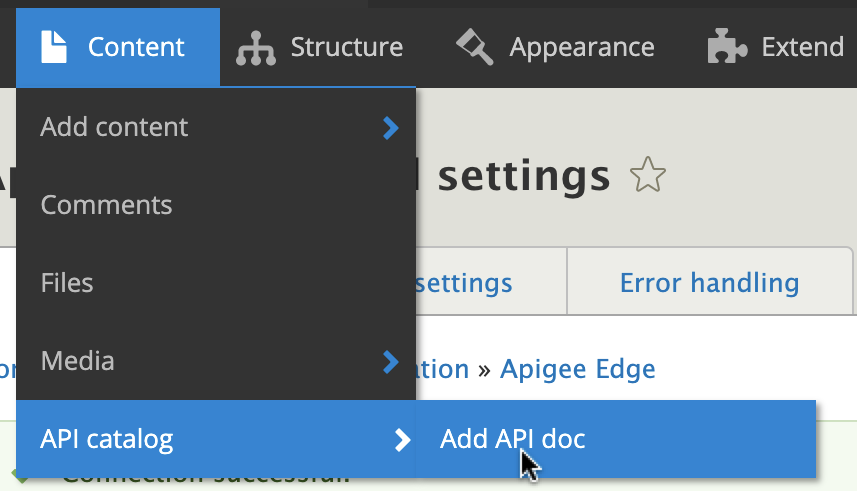 Content Structure Appearance Extend
Add content
settings
Comments
Files
settings Error handling
Media
» Apigee Edge
API catalog Add API doc